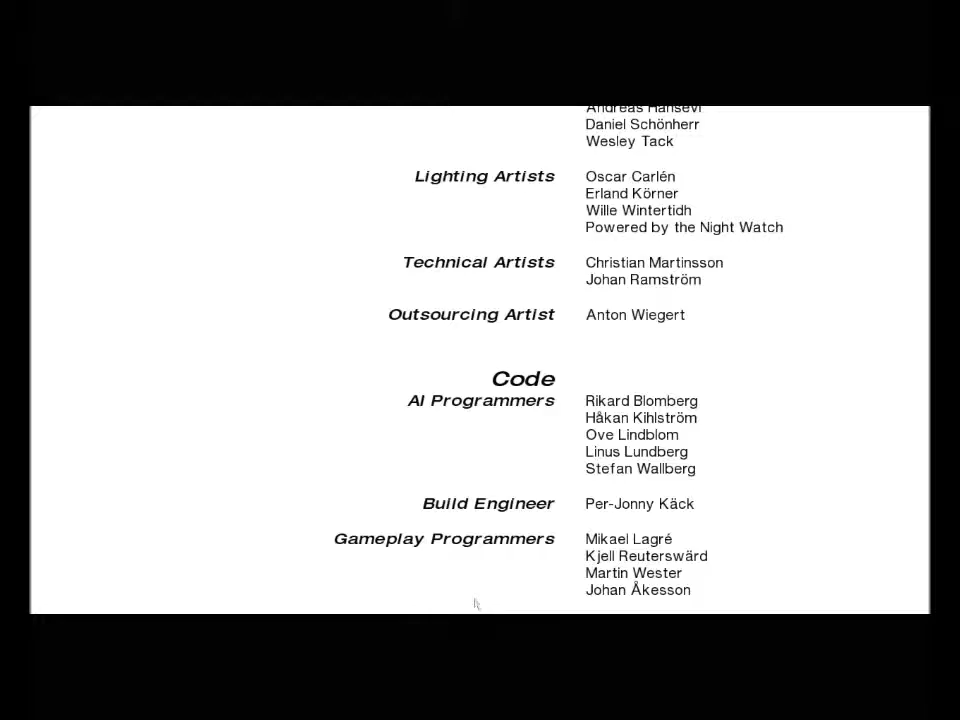 Andreas Hansevi
Daniel Schönherr
Wesley Tack
Lighting Artists Oscar Carlén
Erland Körner
Wille Wintertidh
Powered by the Night Watch
Technical Artists Christian Martinsson
Johan Ramström
Outsourcing Artist Anton Wiegert
Code
AI Programmers Rikard Blomberg
Håkan Kihlström
Ove Lindblom
Linus Lundberg
Stefan Wallberg
Build Engineer Per-Jonny Käck
Gameplay Programmers Mikael Lagré
Kjell Reuterswärd
Martin Wester
Johan Åkesson